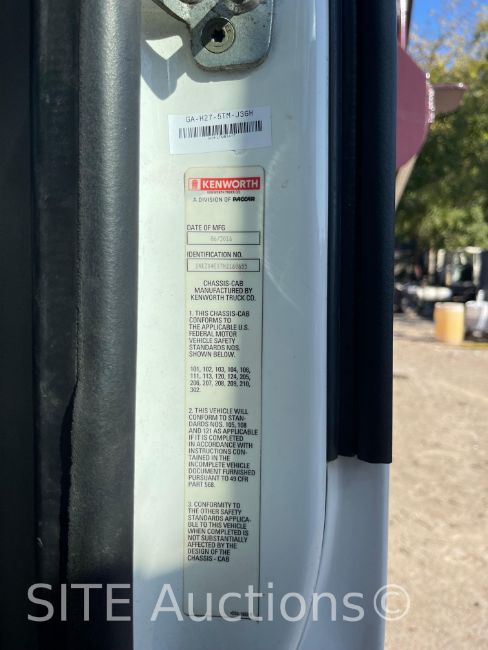 GA-H27-5TM-J36H
KENWORTH
KENWORTH TRUCK CO.
A DIVISION OF PACCAR
DATE OF MFG
06/2016
IDENTIFICATION NO.
CHASSIS-CAB
MANUFACTURED BY
KENWORTH TRUCK CO.
1. THIS CHASSIS-CAB
CONFORMS TO
THE APPLICABLE U.S.
FEDERAL MOTOR
VEHICLE SAFETY
STANDARDS NOS.
SHOWN BELOW.
101, 102, 103, 104, 106,
111, 113, 120, 124, 205,
206, 207, 208, 209, 210,
302.
2. THIS VEHICLE WILL
CONFORM TO STAN-
DARDS NOS. 105, 108
AND 121 AS APPLICABLE
IF IT IS COMPLETED
IN ACCORDANCE WITH
INSTRUCTIONS CON-
TAINED IN THE
INCOMPLETE VEHICLE
DOCUMENT FURNISHED
PURSUANT TO 49 CFR
PART 568.
3. CONFORMITY TO
THE OTHER SAFETY
STANDARDS APPLICA-
BLE TO THIS VEHICLE
WHEN COMPLETED IS
NOT SUBSTANTIALLY
AFFECTED BY THE
DESIGN OF THE
CHASSIS - CAB
SITE Auctions©